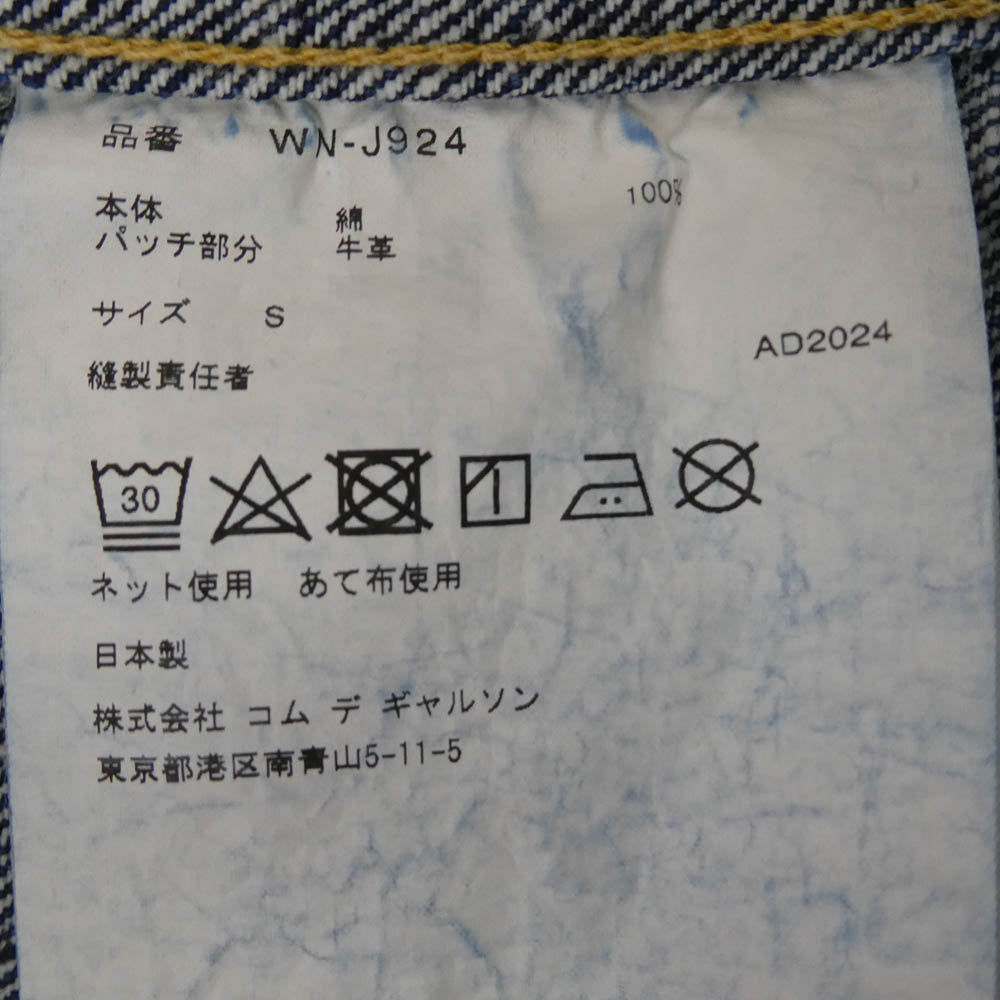 品番 WN-J924
本体 綿 100%
パッチ部分 牛革
サイズ S
AD2024
縫製責任者
30
ネット使用 あて布使用
日本製
株式会社 コム デ ギャルソン
東京都港区南青山5-11-5